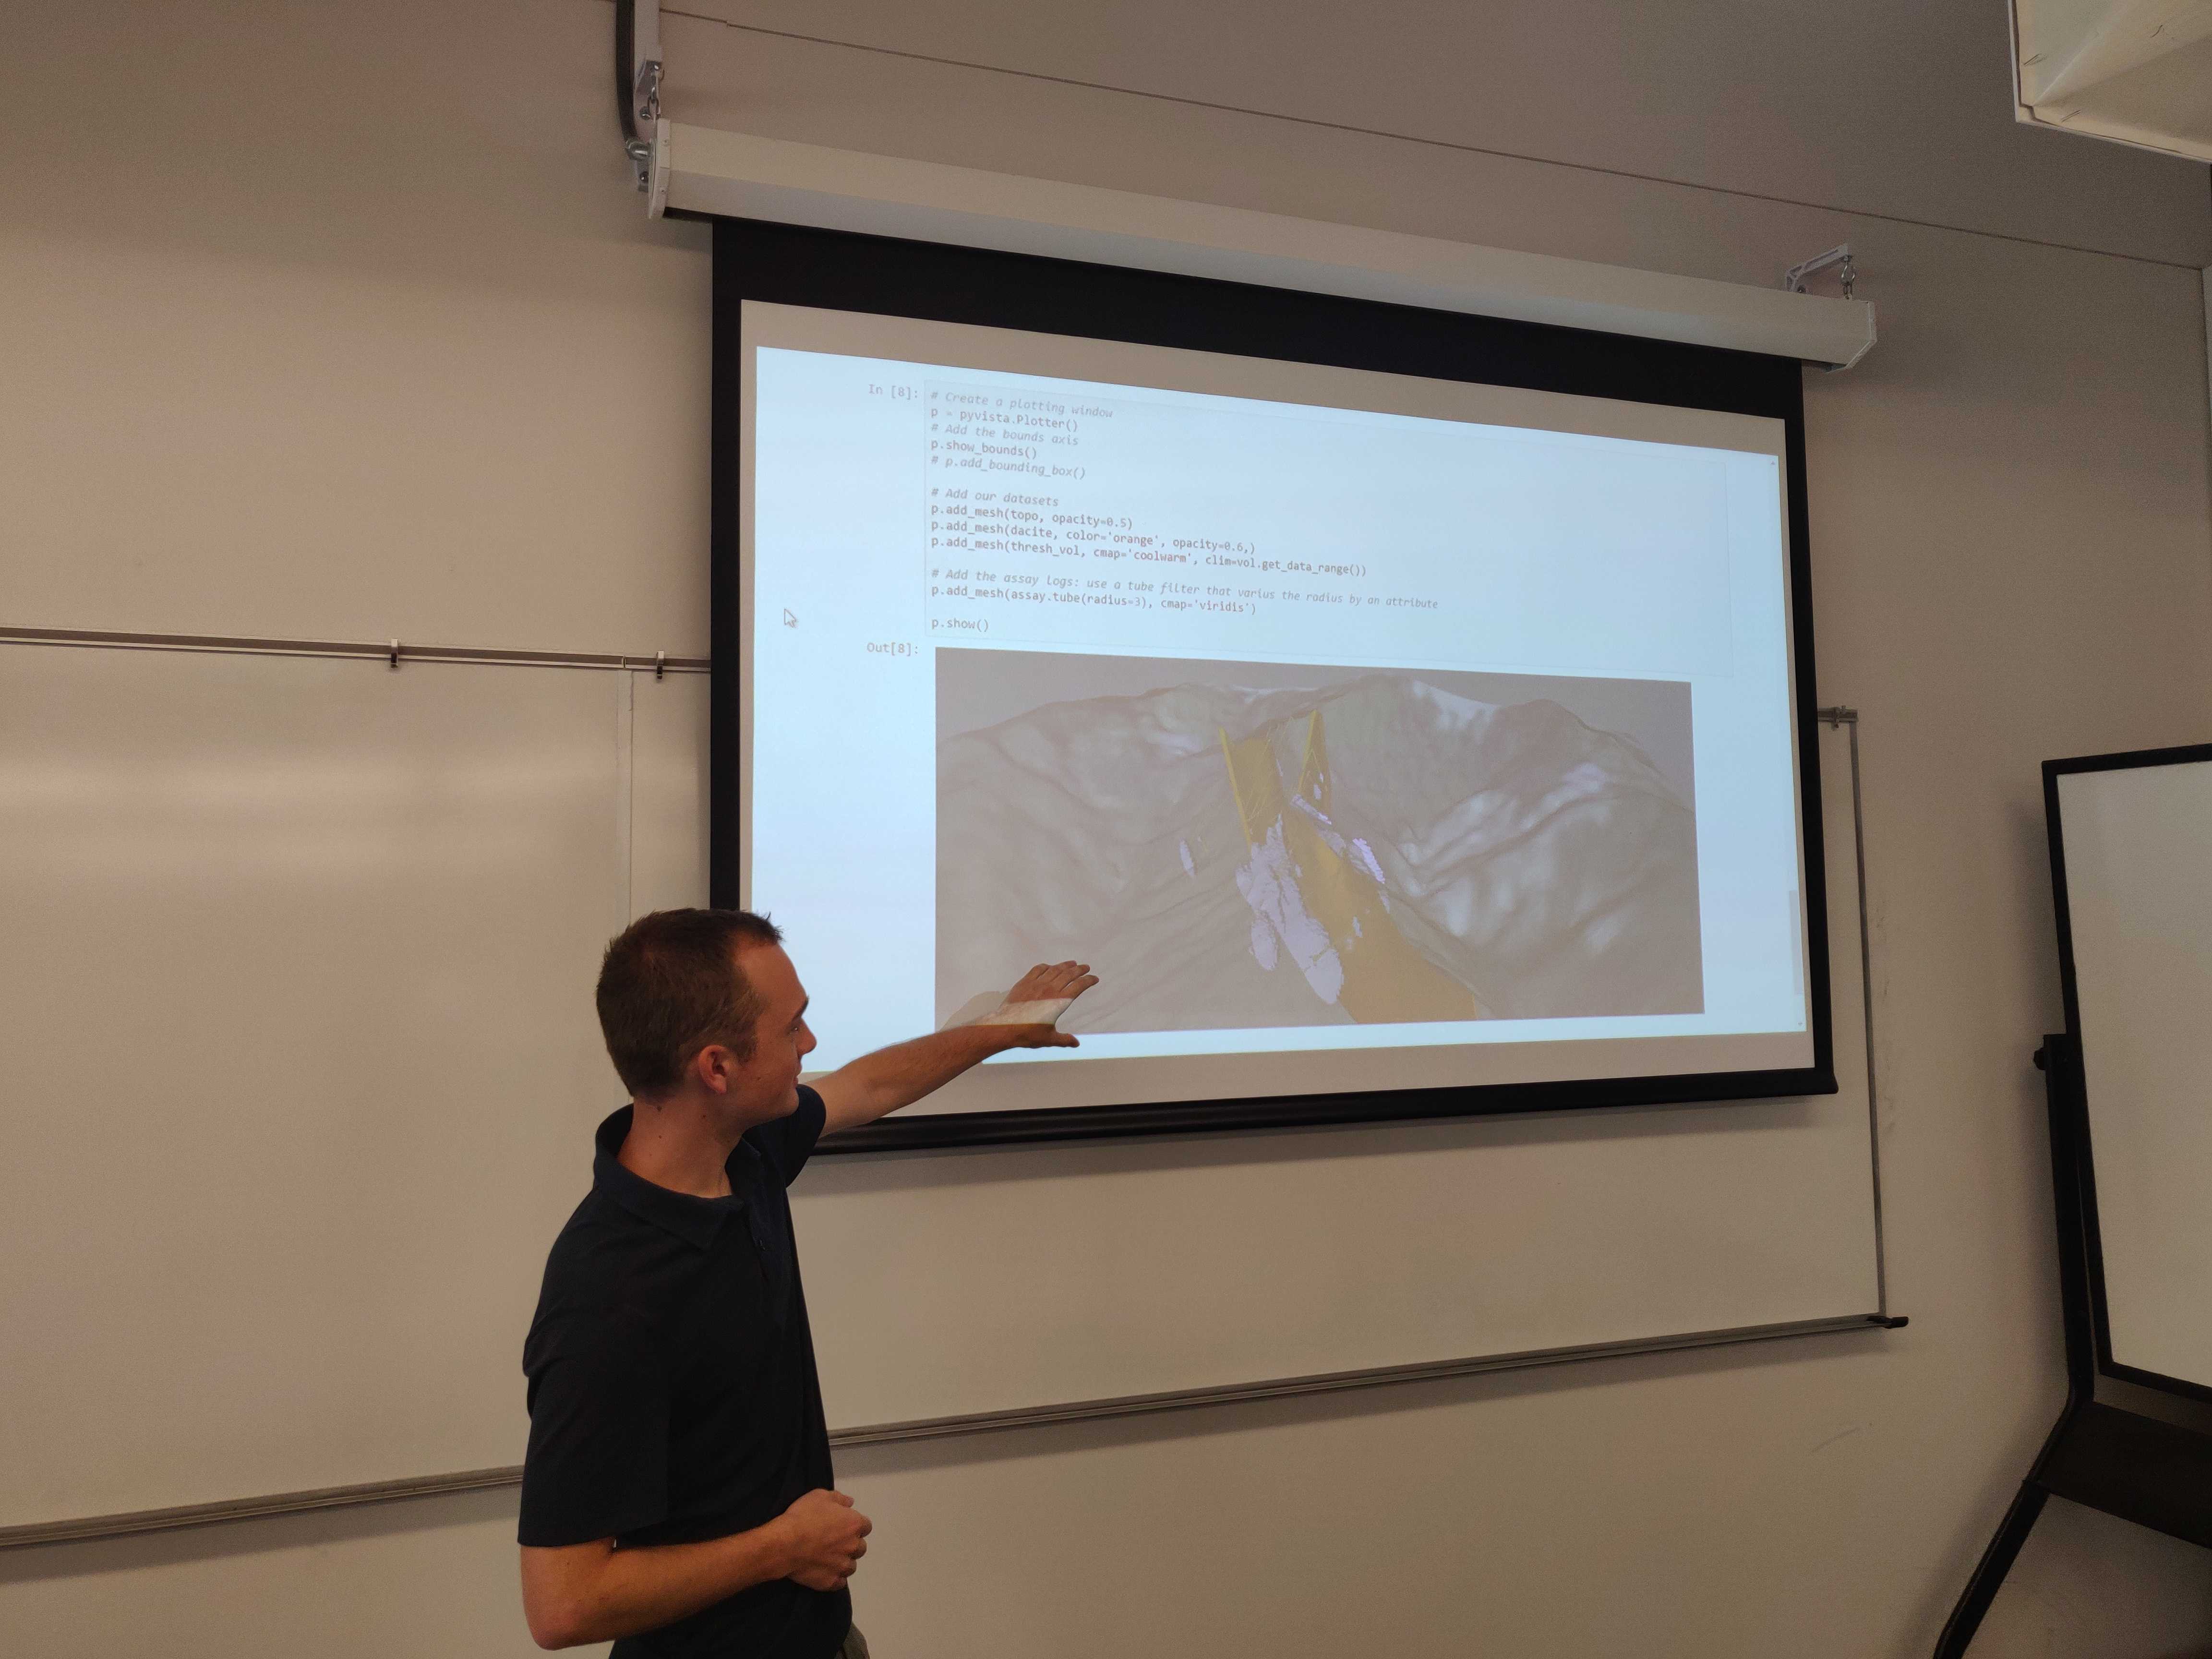 In [8]:
# Create a plotting window
p = pyvista.Plotter()
# Add the bounds axis
p.show_bounds()
# p.add_bounding_box()
# Add our datasets
p.add_mesh(topo, opacity=0.5)
p.add_mesh(dacite, color='orange', opacity=0.6,)
p.add_mesh(thresh_vol, cmap='coolwarm', clim=vol.get_data_range())
# Add the assay logs: use a tube filter that varius the radius by an attribute
p.add_mesh(assay.tube(radius=3), cmap='viridis')
p.show()
Out[8]: